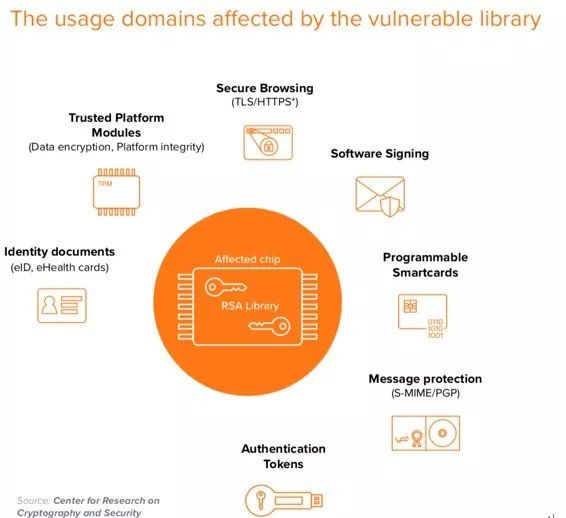 The usage domains affected by the vulnerable library
Secure Browsing
(TLS/HTTPS*)
Trusted Platform
Modules
(Data encryption, Platform integrity)
TPM
Software Signing
Identity documents
(eID, eHealth cards)
Affected chip
RSA Library
Programmable
Smartcards
0110
1010
1001
Message protection
(S-MIME/PGP)
Authentication
Tokens
Source: Center for Research on
Cryptography and Security